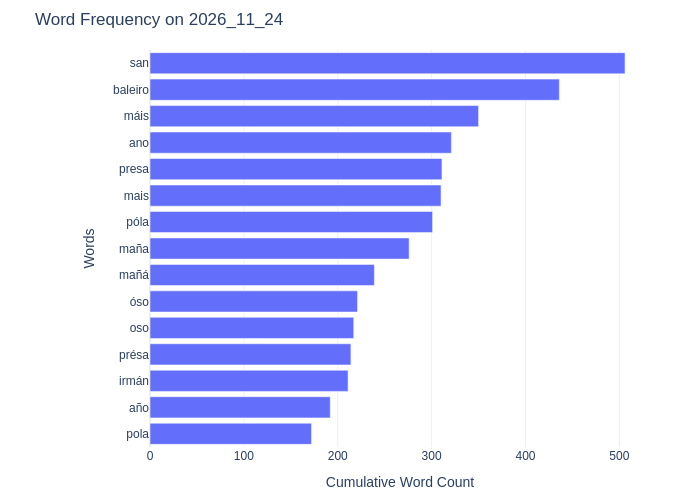 Word Frequency on 2026_11_24
san
baleiro
máis
ano
presa
mais
póla
maña
mañá
óso
oso
présa
irmán
año
pola
Words
0 100 200 300 400 500
Cumulative Word Count